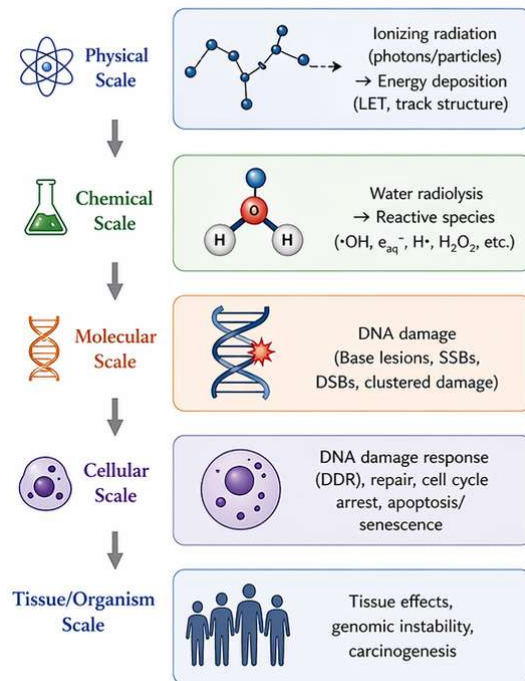 Physical
Scale
Ionizing radiation
(photons/particles)
→ Energy deposition
(LET, track structure)
Chemical
Scale
O
H H
Water radiolysis
→ Reactive species
(•OH, eaq⁻, H•, H₂O₂, etc.)
Molecular
Scale
DNA damage
(Base lesions, SSBs,
DSBs, clustered damage)
Cellular
Scale
DNA damage response
(DDR), repair, cell cycle
arrest, apoptosis/
senescence
Tissue/Organism
Scale
Tissue effects,
genomic instability,
carcinogenesis